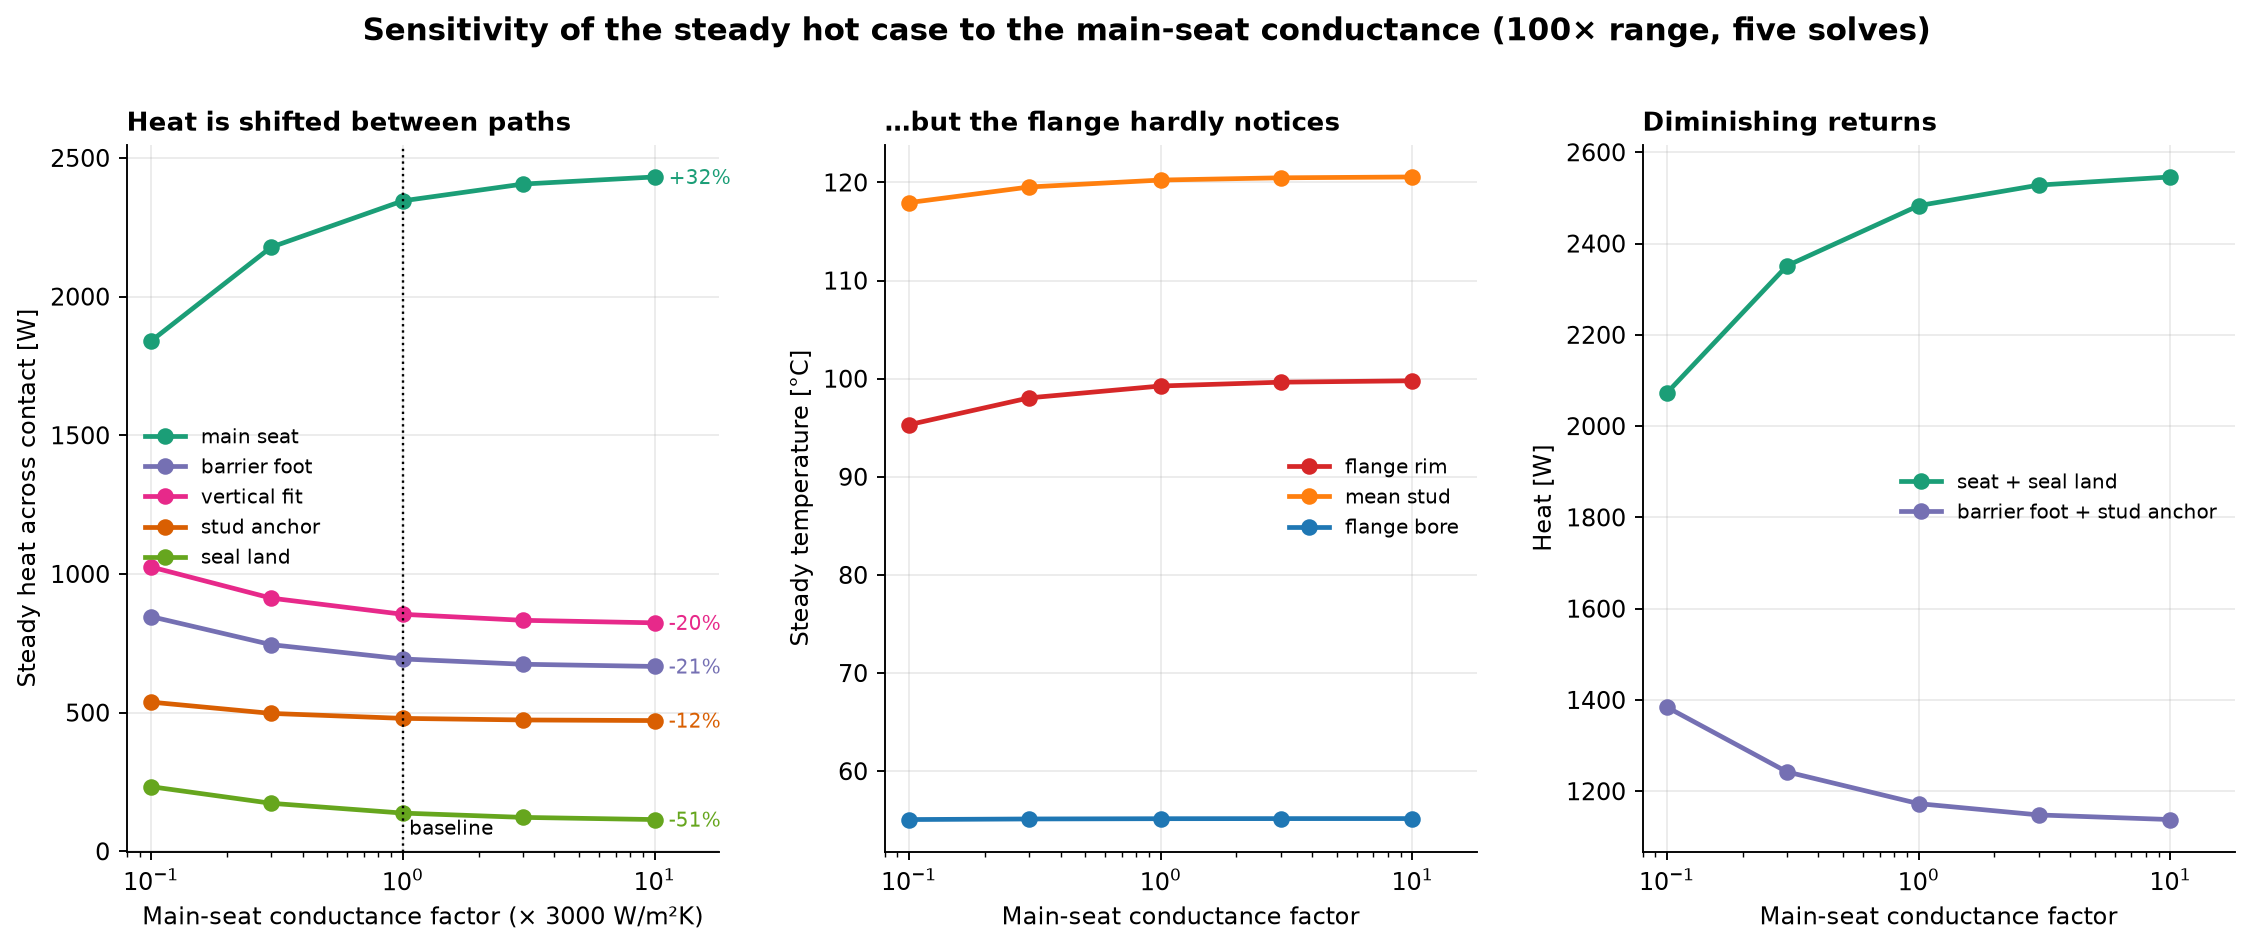 Sensitivity of the steady hot case to the main-seat conductance (100× range, five solves)
Heat is shifted between paths
Steady heat across contact [W]
2500
2000
1500
1000
500
0
+32%
-20%
-21%
-12%
-51%
main seat
barrier foot
vertical fit
stud anchor
seal land
baseline
10⁻¹
10⁰
10¹
Main-seat conductance factor (× 3000 W/m²K)
...but the flange hardly notices
Steady temperature [°C]
120
110
100
90
80
70
60
flange rim
mean stud
flange bore
10⁻¹
10⁰
10¹
Main-seat conductance factor
Diminishing returns
Heat [W]
2600
2400
2200
2000
1800
1600
1400
1200
seat + seal land
barrier foot + stud anchor
10⁻¹
10⁰
10¹
Main-seat conductance factor